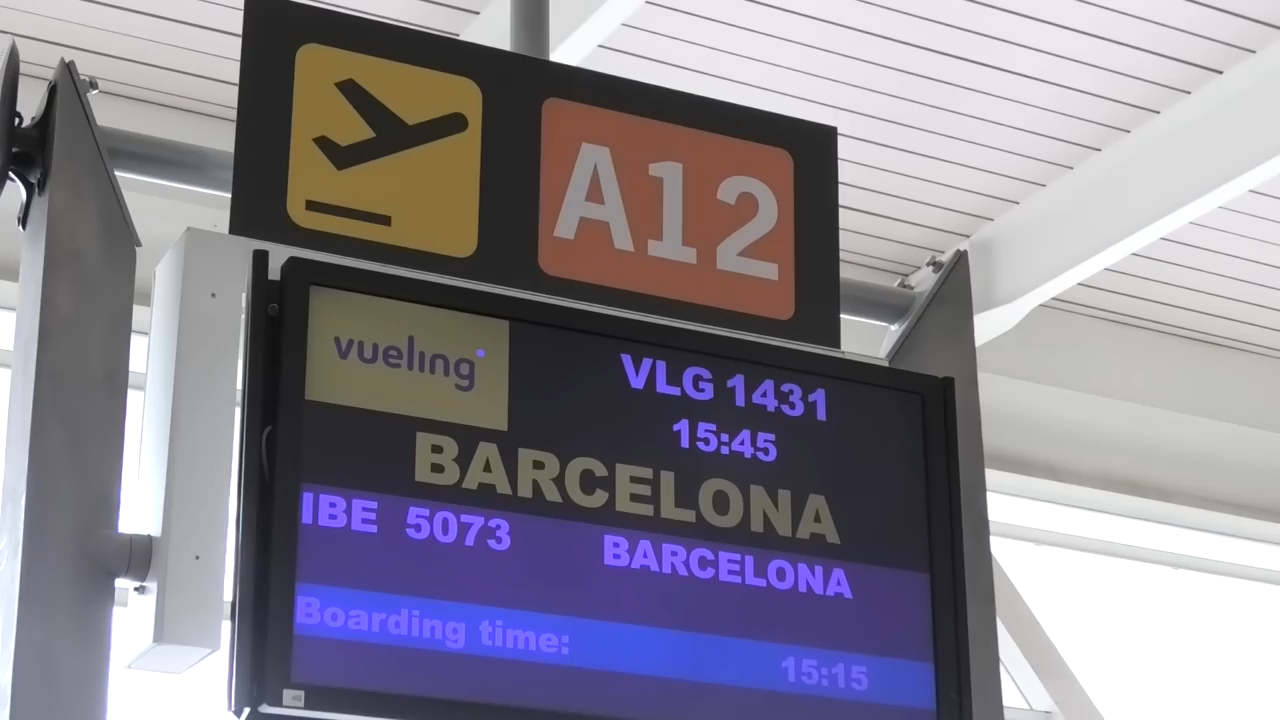 A12
vueling
VLG 1431
15:45
BARCELONA
IBE 5073 BARCELONA
Boarding time: 15:15